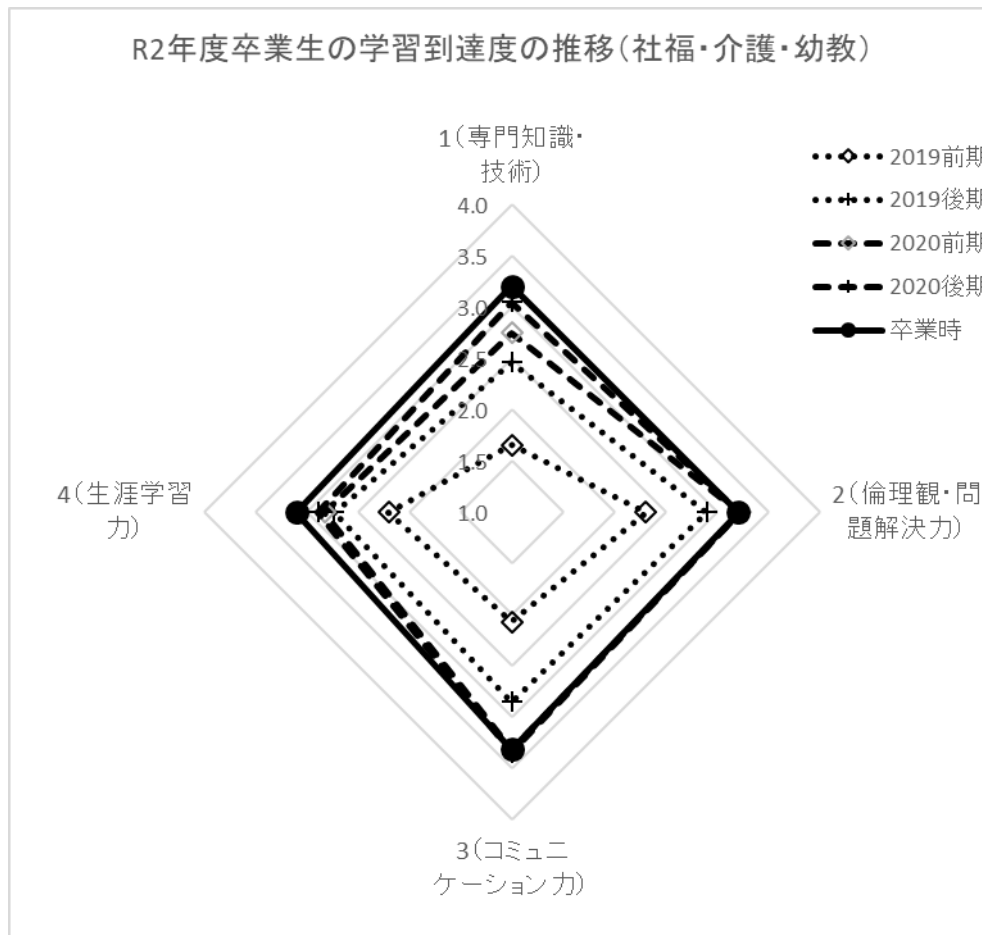 R2年度卒業生の学習到達度の推移(社福・介護・幼教)
1(専門知識・
技術)
2019前期
2019後期
2020前期
2020後期
卒業時
4.0
3.5
3.0
2.5
2.0
1.5
1.0
4(生涯学習
力)
2(倫理観・問
題解決力)
3(コミュニ
ケーション力)